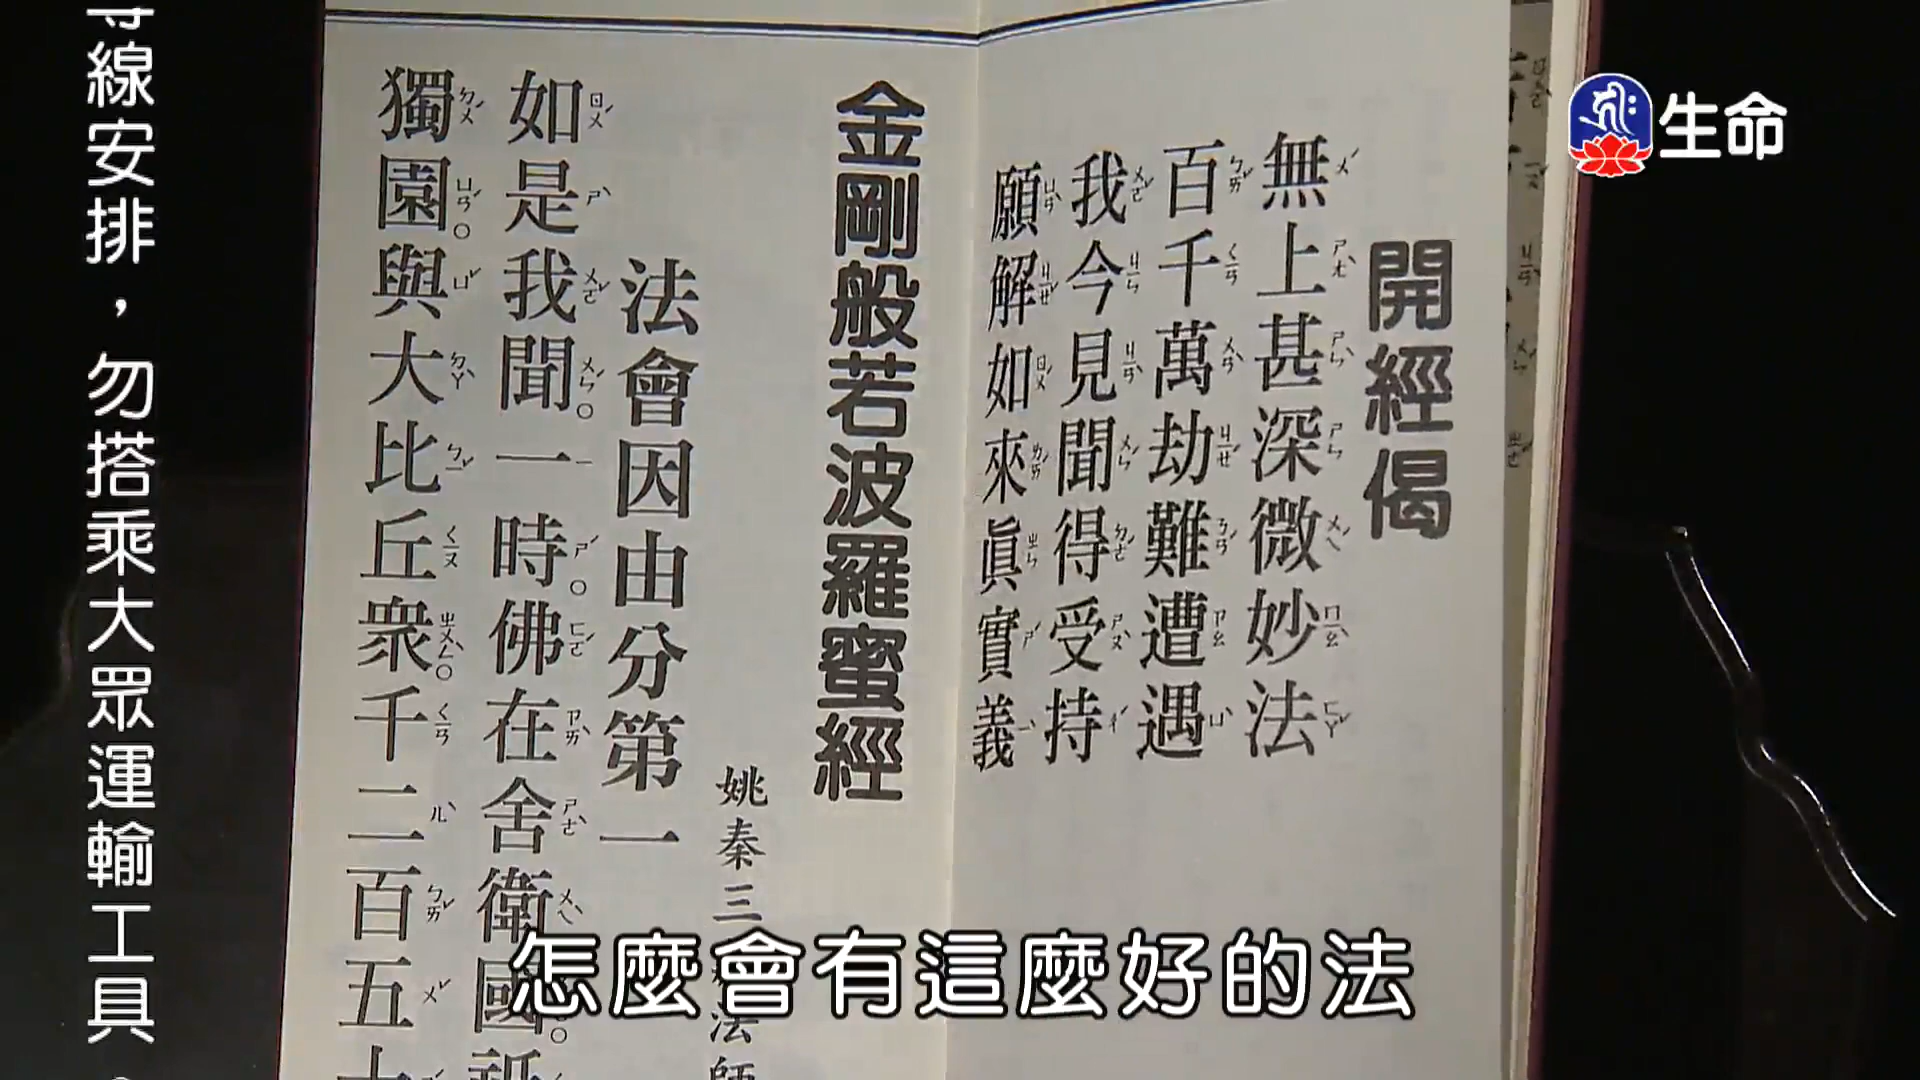 開經偈
無上甚深微妙法
百千萬劫難遭遇
我今見聞得受持
願解如來眞實義
金剛般若波羅蜜經
姚秦三
法師
法會因由分第一
如是我聞。一時。佛在舍衛國。祇
獨園。與大比丘衆。千二百五十
生命
線安排，勿搭乘大眾運輸工具。
怎麼會有這麼好的法